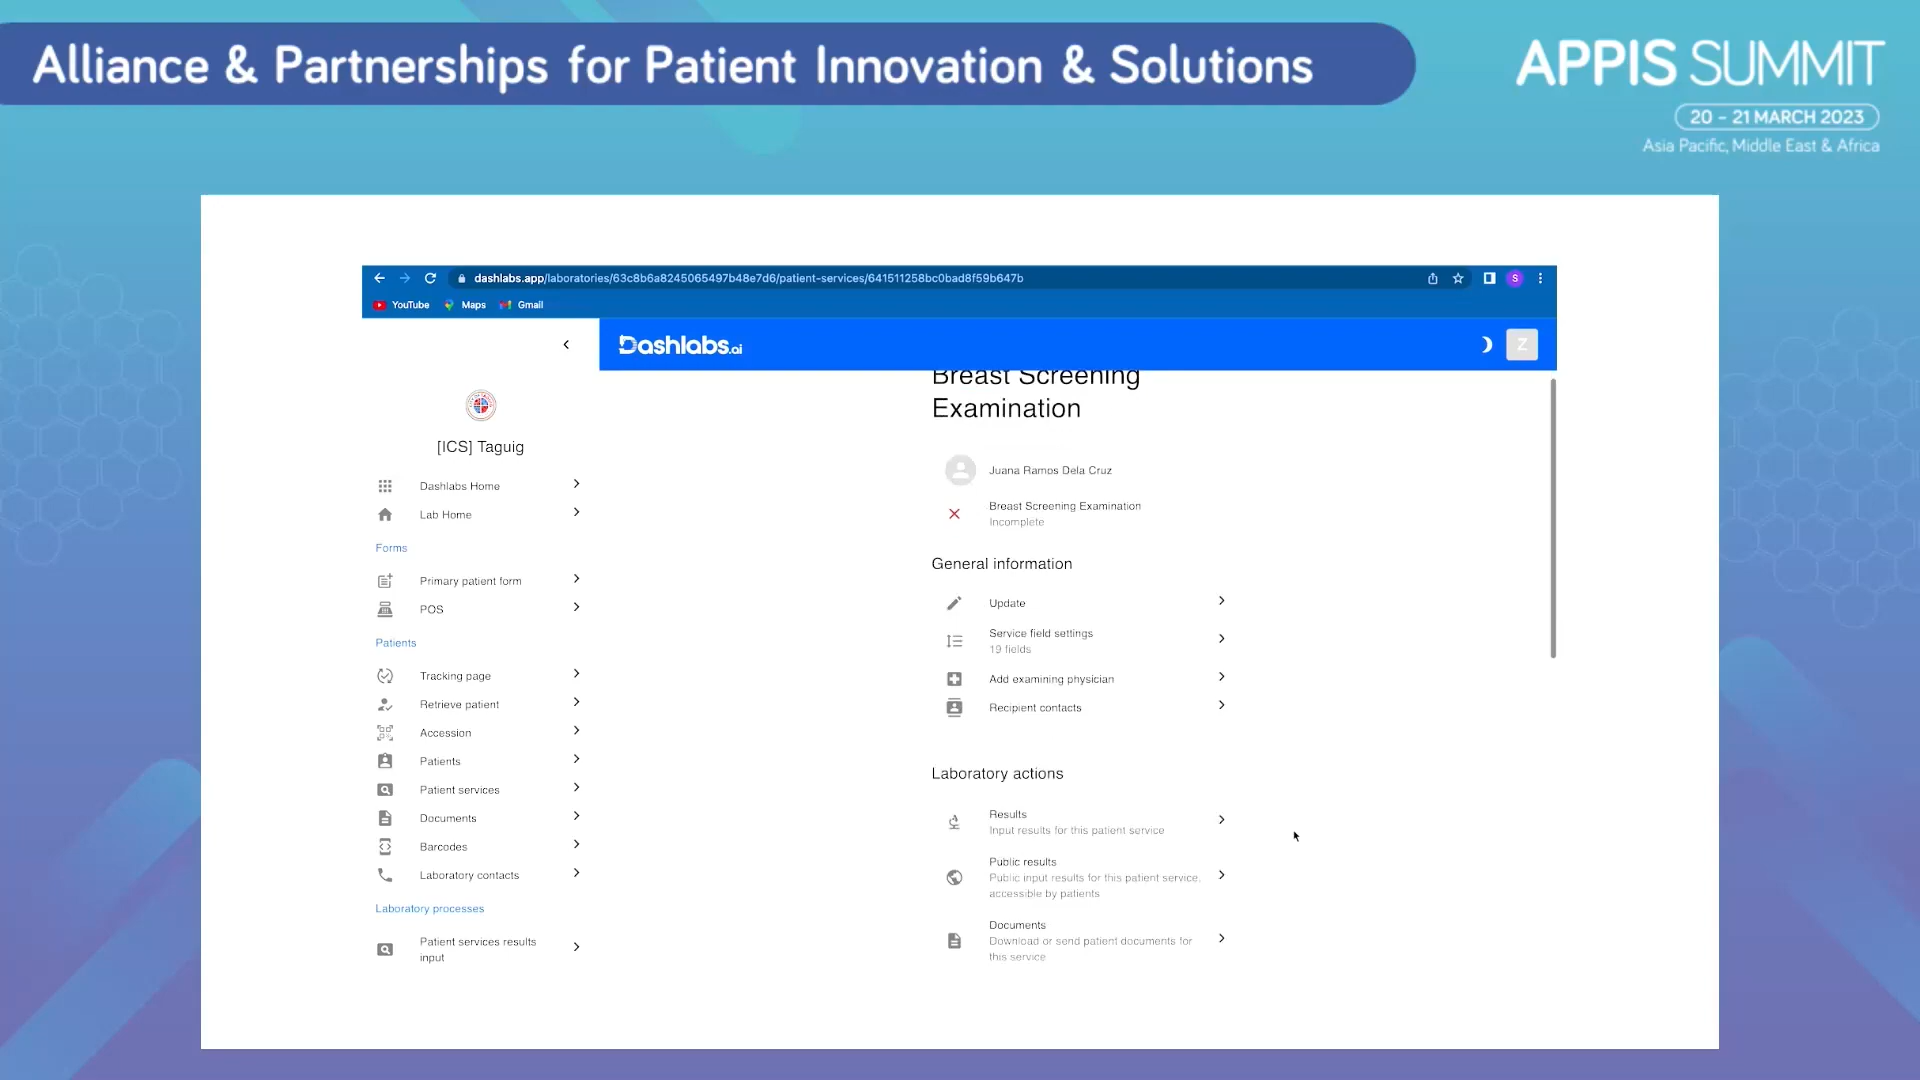 Alliance & Partnerships for Patient Innovation & Solutions
APPIS SUMMIT
20 – 21 MARCH 2023
Asia Pacific, Middle East & Africa
dashlabs.app/laboratories/63c8b6a8245065497b48e7d6/patient-services/641511258bc0bad8f59b647b
S
YouTube
Maps
Gmail
Dashlabs.ai
Z
[ICS] Taguig
Dashlabs Home
Lab Home
Forms
Primary patient form
POS
Patients
Tracking page
Retrieve patient
Accession
Patients
Patient services
Documents
Barcodes
Laboratory contacts
Laboratory processes
Patient services results
input
Breast Screening
Examination
Juana Ramos Dela Cruz
Breast Screening Examination
Incomplete
General information
Update
Service field settings
19 fields
Add examining physician
Recipient contacts
Laboratory actions
Results
Input results for this patient service
Public results
Public input results for this patient service,
accessible by patients
Documents
Download or send patient documents for
this service